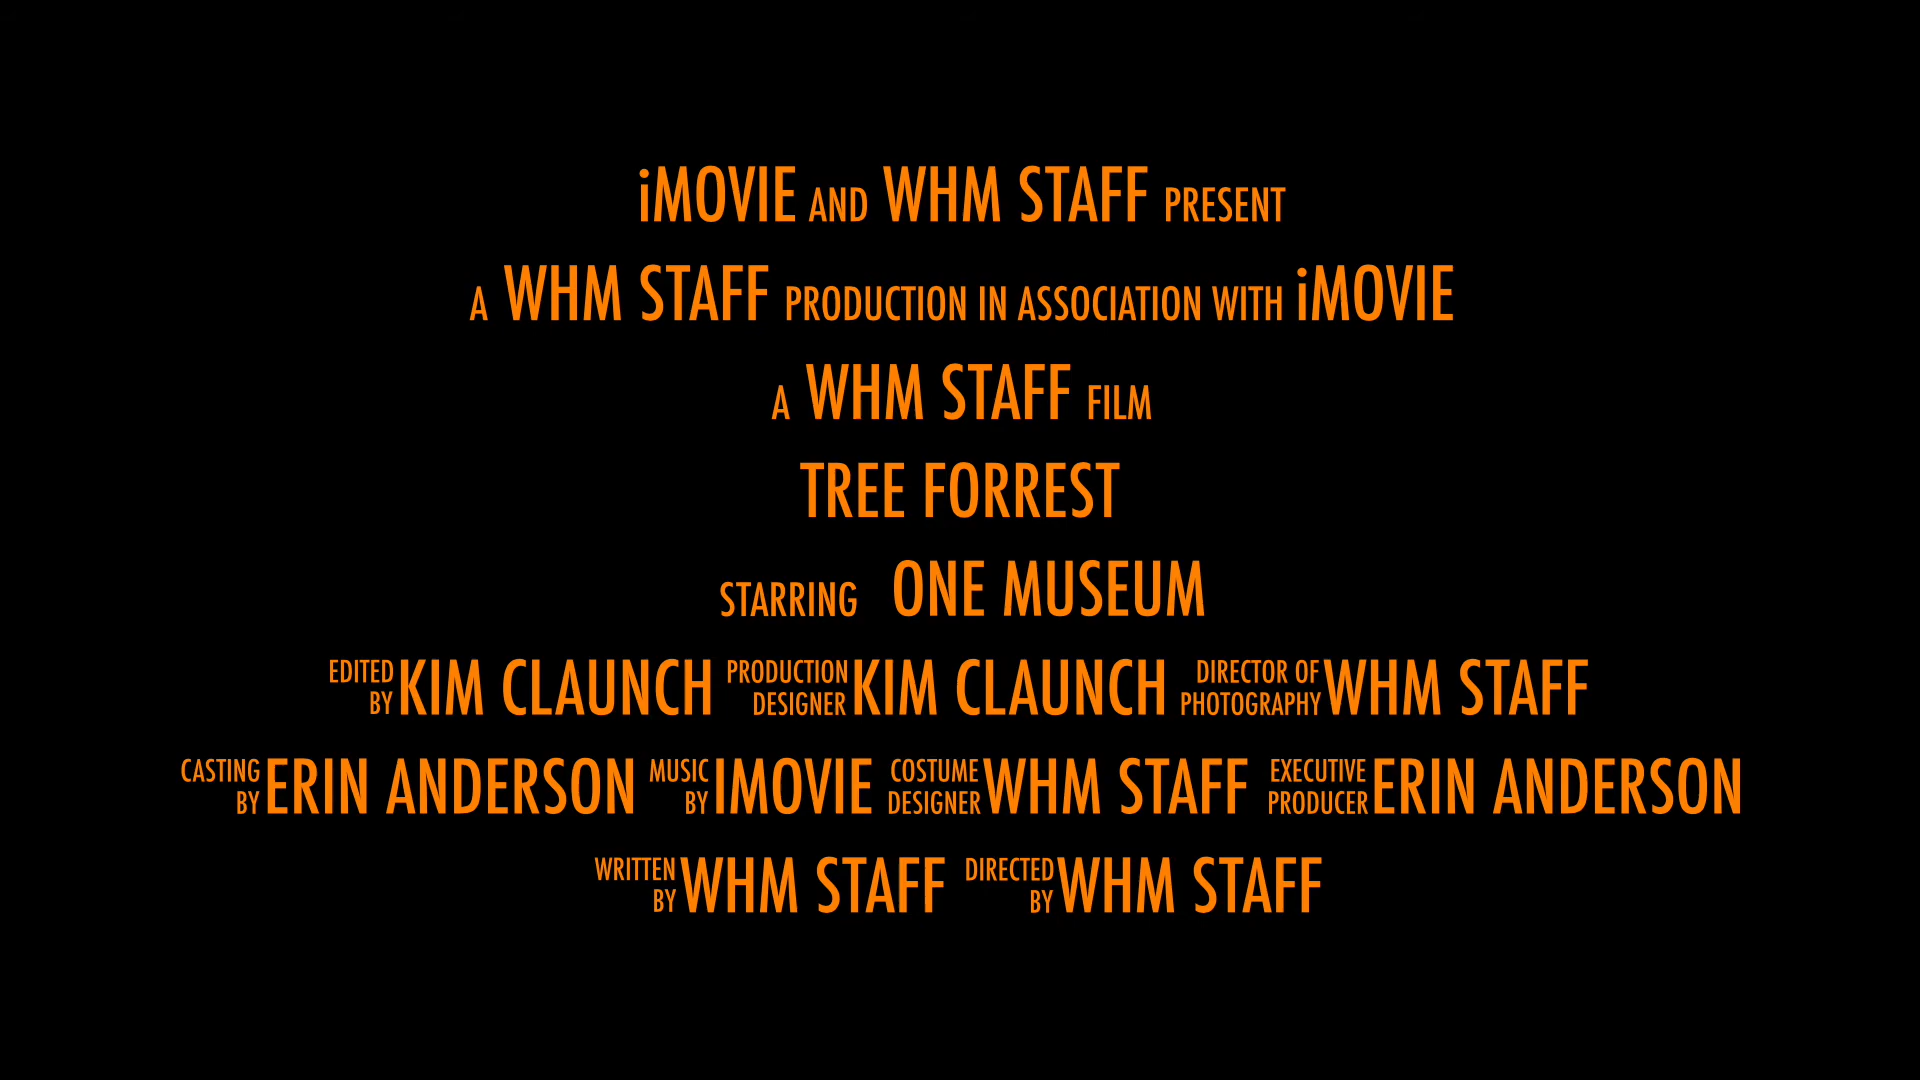 iMOVIE AND WHM STAFF PRESENT
A WHM STAFF PRODUCTION IN ASSOCIATION WITH iMOVIE
A WHM STAFF FILM
TREE FORREST
STARRING ONE MUSEUM
EDITED BY KIM CLAUNCH PRODUCTION DESIGNER KIM CLAUNCH DIRECTOR OF PHOTOGRAPHY WHM STAFF
CASTING BY ERIN ANDERSON MUSIC BY IMOVIE COSTUME DESIGNER WHM STAFF EXECUTIVE PRODUCER ERIN ANDERSON
WRITTEN BY WHM STAFF DIRECTED BY WHM STAFF